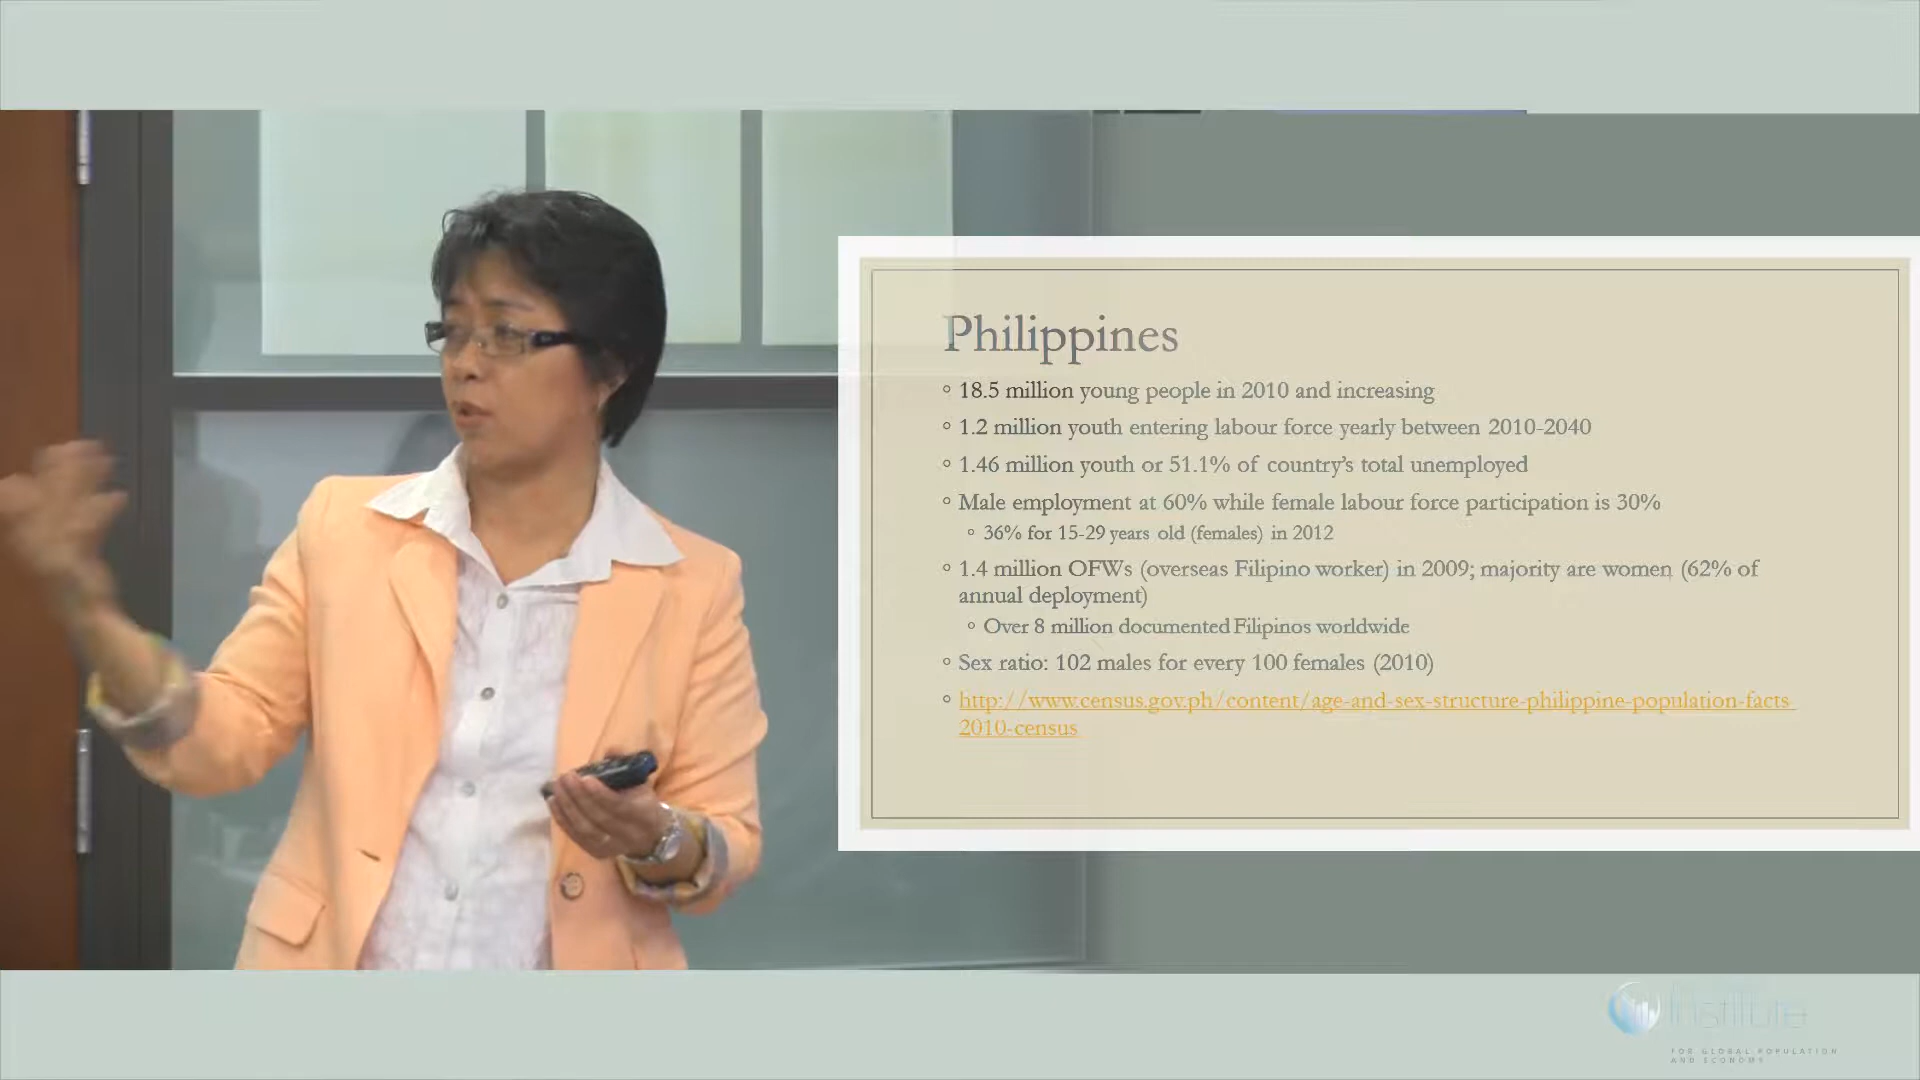 Philippines
18.5 million young people in 2010 and increasing
1.2 million youth entering labour force yearly between 2010-2040
1.46 million youth or 51.1% of country's total unemployed
Male employment at 60% while female labour force participation is 30%
36% for 15-29 years old (females) in 2012
1.4 million OFWs (overseas Filipino worker) in 2009; majority are women (62% of
annual deployment)
Over 8 million documented Filipinos worldwide
Sex ratio: 102 males for every 100 females (2010)
http://www.census.gov.ph/content/age-and-sex-structure-philippine-population-facts
2010-census
Institute
FOR GLOBAL POPULATION
AND ECONOMY